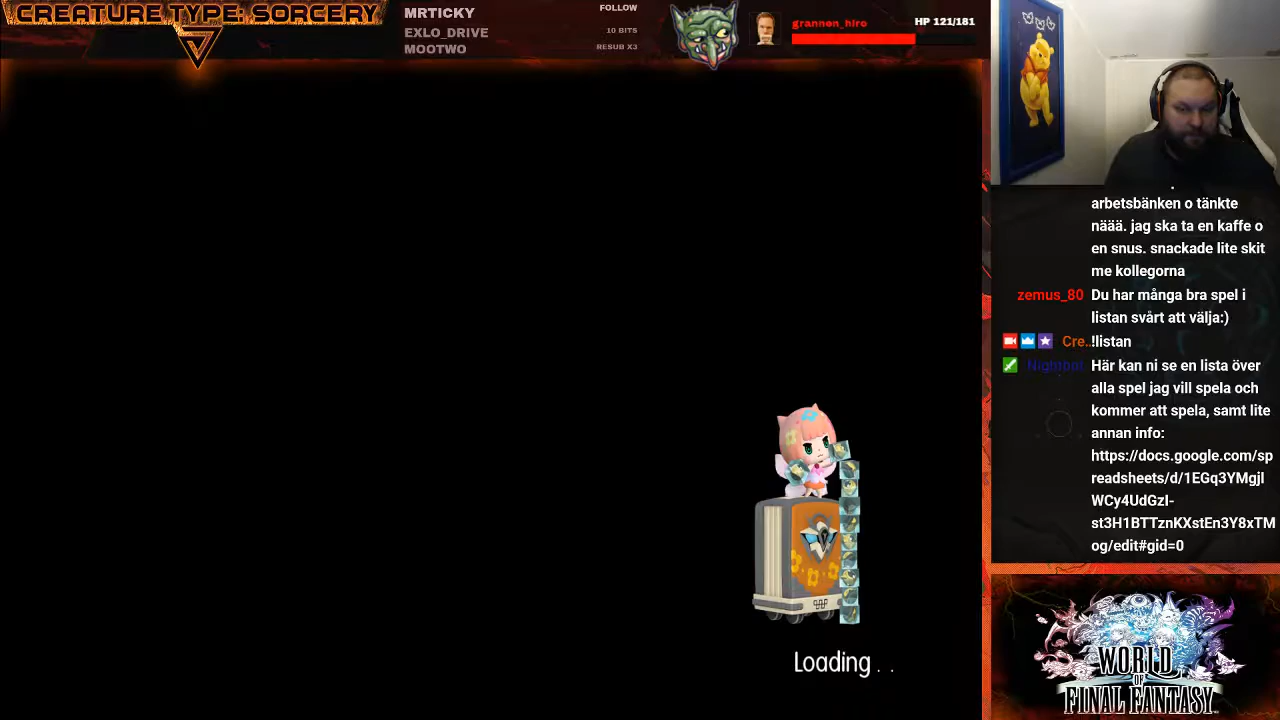 CREATURE TYPE: SORCERY
MRTICKY
FOLLOW
EXLO_DRIVE
10 BITS
MOOTWO
RESUB X3
grannen_hiro
HP 121/181
arbetsbänken o tänkte
näää. jag ska ta en kaffe o
en snus. snackade lite skit
me kollegorna
zemus_80 Du har många bra spel i
listan svårt att välja:)
Cre.. !listan
Här kan ni se en lista över
alla spel jag vill spela och
kommer att spela, samt lite
annan info:
https://docs.google.com/sp
readsheets/d/1EGq3YMgjl
WCy4UdGzI-
st3H1BTTznKXstEn3Y8xTM
og/edit#gid=0
Loading . .
WORLD
OF
FINAL FANTASY